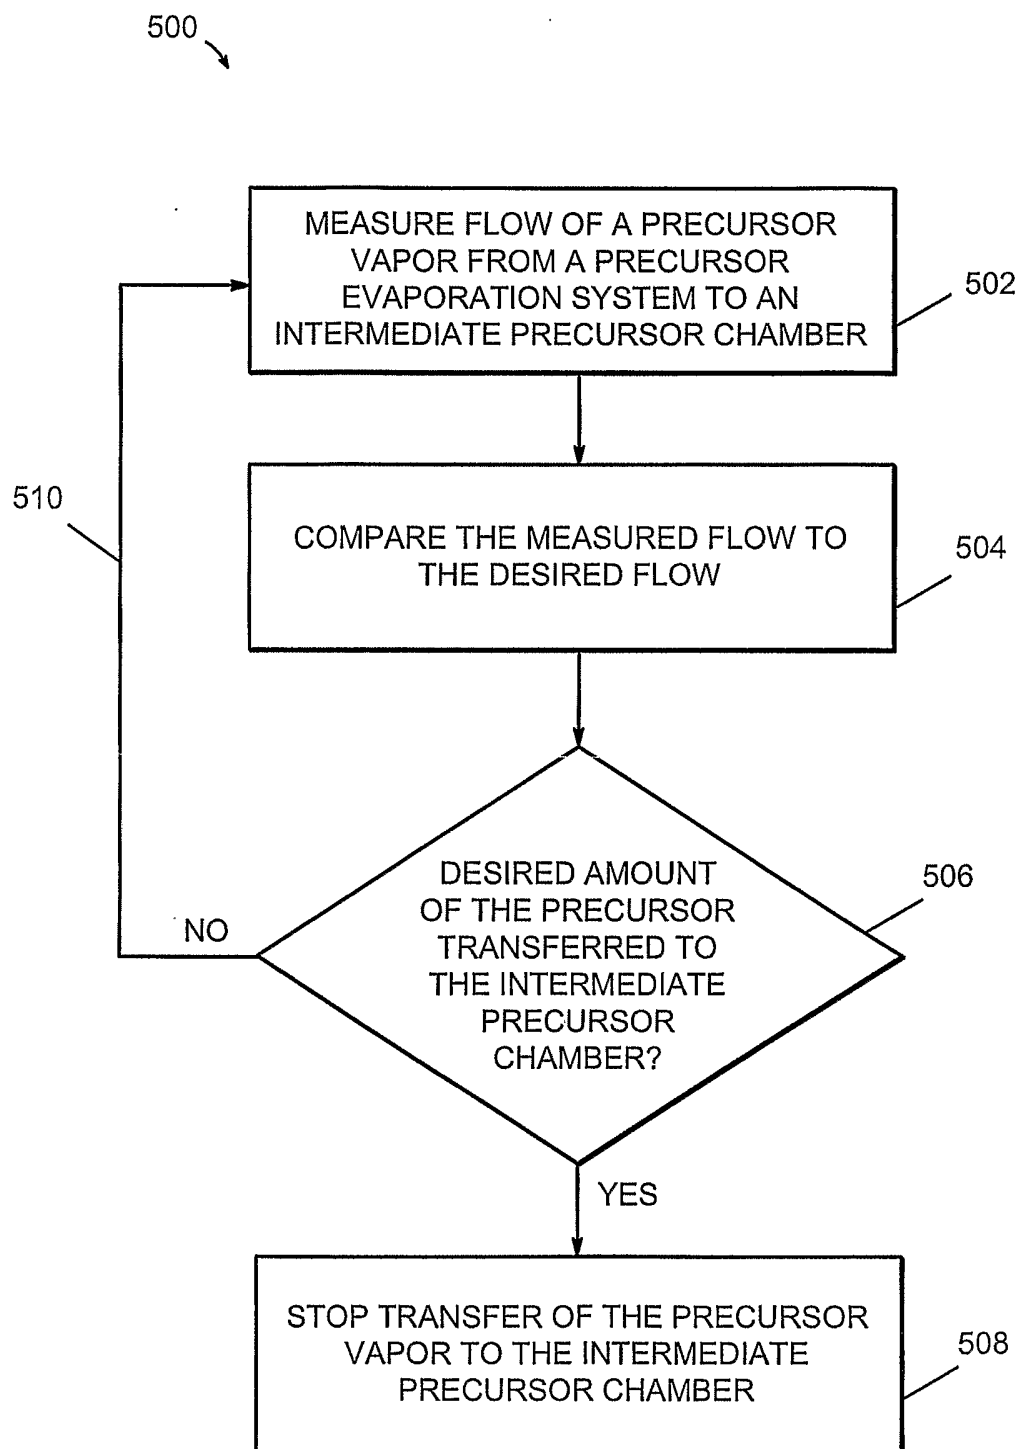 500
MEASURE FLOW OF A PRECURSOR
VAPOR FROM A PRECURSOR
EVAPORATION SYSTEM TO AN
INTERMEDIATE PRECURSOR CHAMBER
502
510
COMPARE THE MEASURED FLOW TO
THE DESIRED FLOW
504
DESIRED AMOUNT
OF THE PRECURSOR
TRANSFERRED TO
THE INTERMEDIATE
PRECURSOR
CHAMBER?
506
NO
YES
STOP TRANSFER OF THE PRECURSOR
VAPOR TO THE INTERMEDIATE
PRECURSOR CHAMBER
508